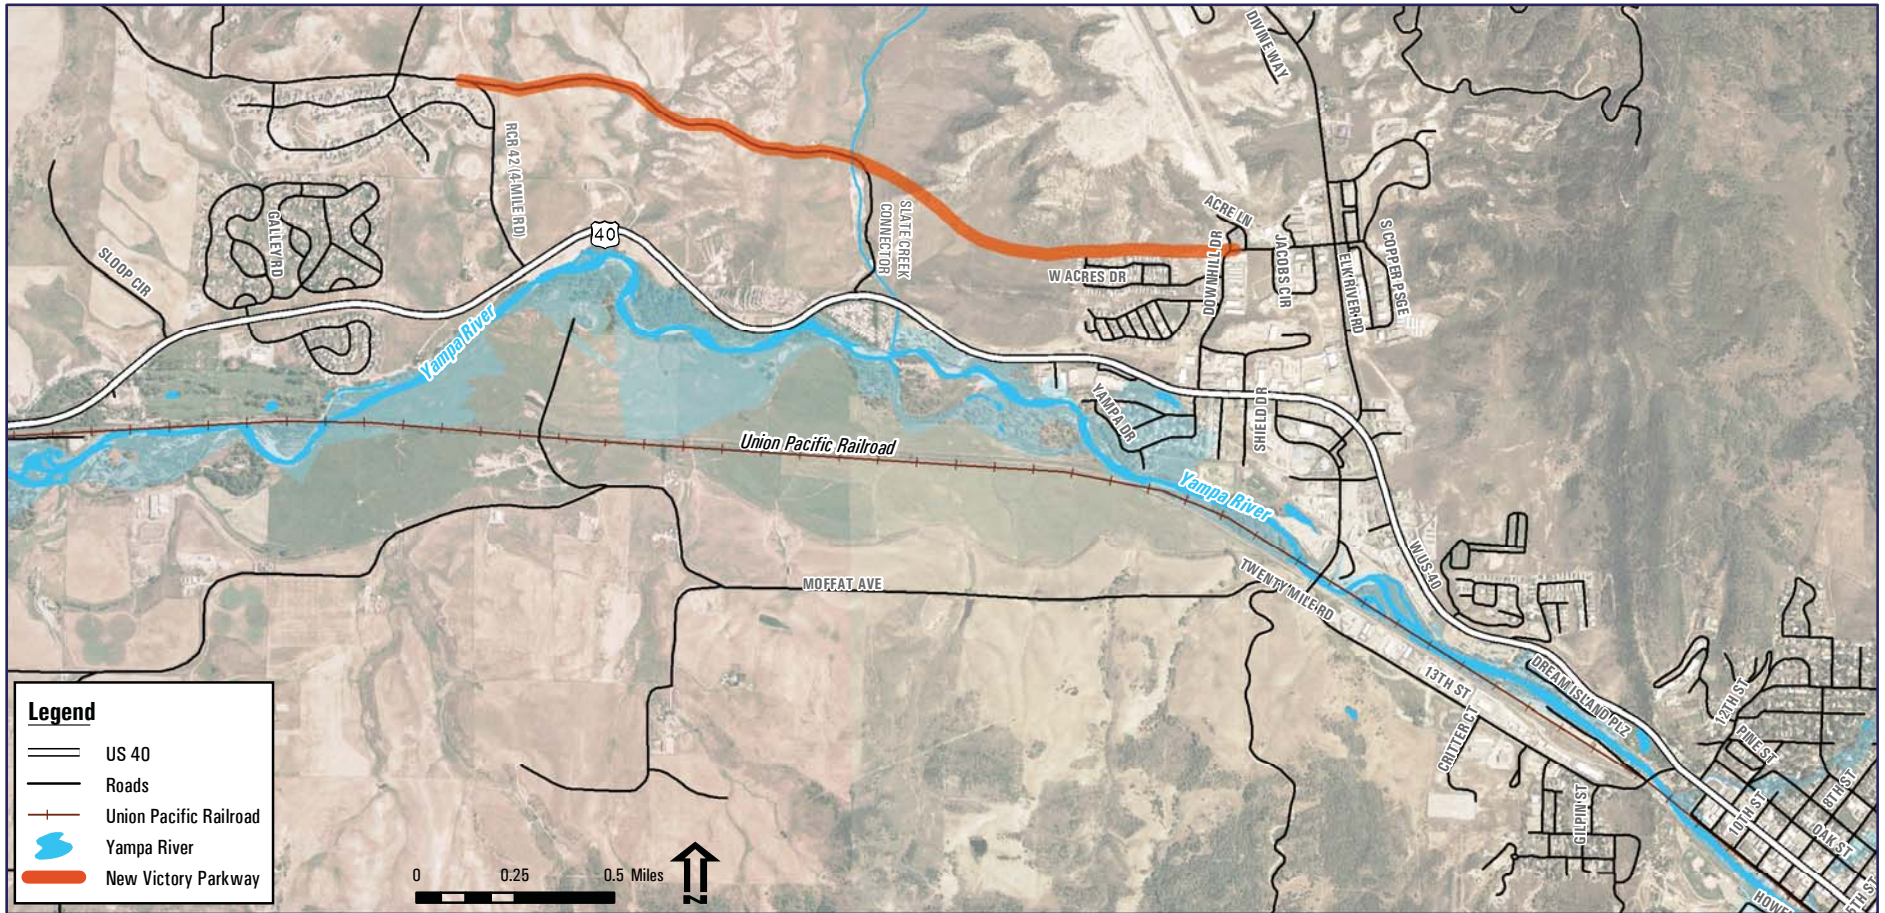 DIVINE WAY
RCR 42 (4-MILE RD)
GALLEY RD
SLOOP CIR
40
SLATE CREEK
CONNECTOR
ACRE LN
W ACRES DR
DOWNHILL DR
JACOBS CIR
ELK RIVER RD
S COPPER PSGE
Yampa River
YAMPA DR
SHIELD DR
Union Pacific Railroad
Yampa River
W US 40
MOFFAT AVE
TWENTY MILE RD
13TH ST
DREAM ISLAND PLZ
CRITTER CT
GILPIN ST
12TH ST
PINE ST
10TH ST
8TH ST
OAK ST
5TH ST
Legend
US 40
Roads
Union Pacific Railroad
Yampa River
New Victory Parkway
0 0.25 0.5 Miles
N